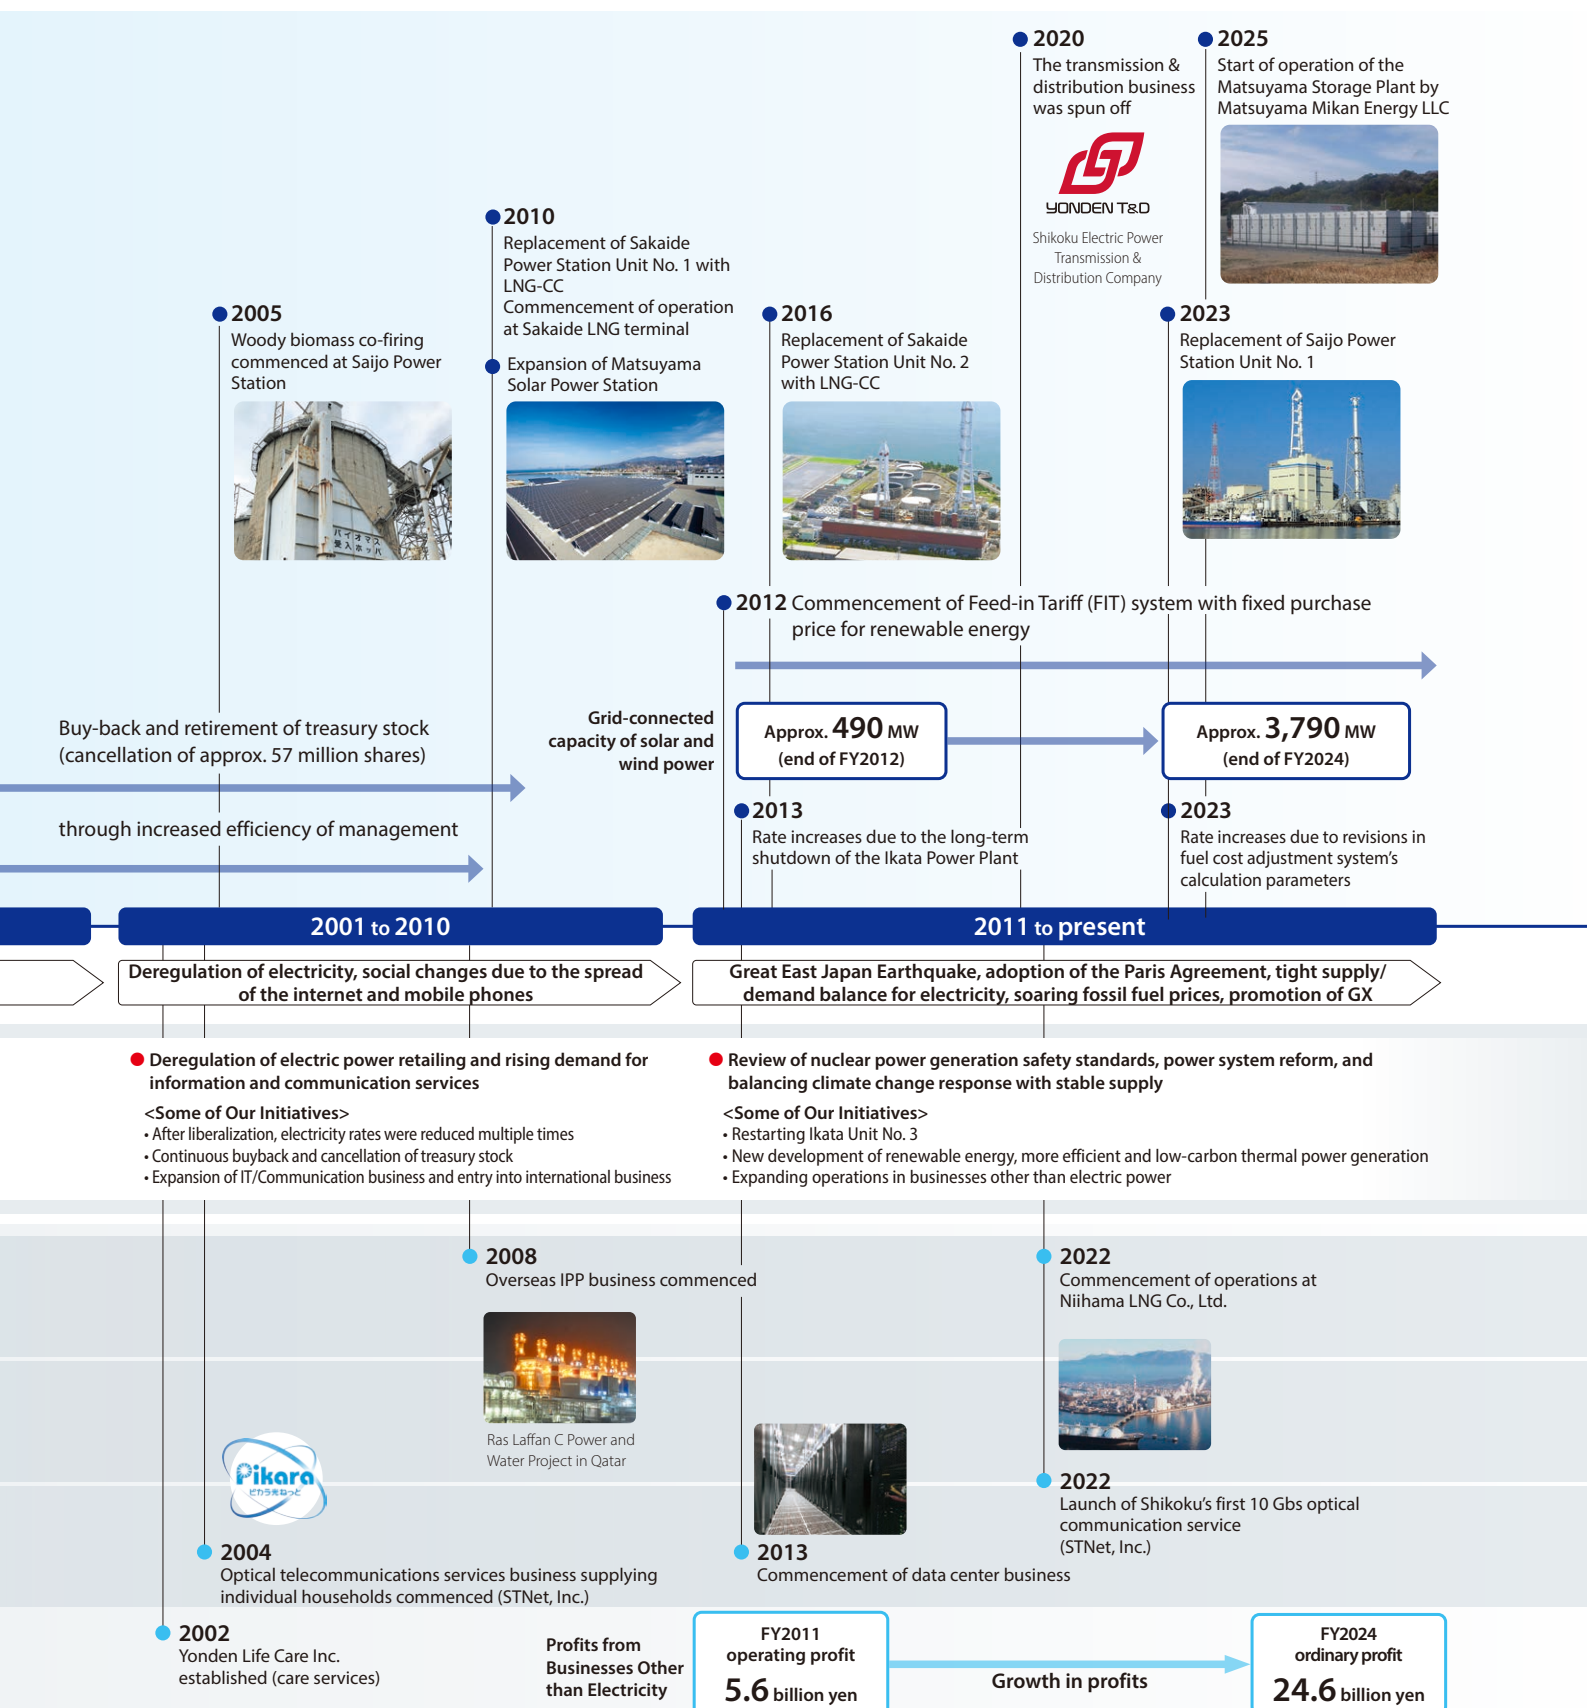 2020
The transmission &
distribution business
was spun off
YONDEN T&D
Shikoku Electric Power
Transmission &
Distribution Company
2025
Start of operation of the
Matsuyama Storage Plant by
Matsuyama Mikan Energy LLC
2010
Replacement of Sakaide
Power Station Unit No. 1 with
LNG-CC
Commencement of operation
at Sakaide LNG terminal
Expansion of Matsuyama
Solar Power Station
2005
Woody biomass co-firing
commenced at Saijo Power
Station
バイオマス
受入ホッパ
2016
Replacement of Sakaide
Power Station Unit No. 2
with LNG-CC
2023
Replacement of Saijo Power
Station Unit No. 1
2012 Commencement of Feed-in Tariff (FIT) system with fixed purchase
price for renewable energy
Buy-back and retirement of treasury stock
(cancellation of approx. 57 million shares)
through increased efficiency of management
Grid-connected
capacity of solar and
wind power
Approx. 490 MW
(end of FY2012)
Approx. 3,790 MW
(end of FY2024)
2013
Rate increases due to the long-term
shutdown of the Ikata Power Plant
2023
Rate increases due to revisions in
fuel cost adjustment system's
calculation parameters
2001 to 2010
2011 to present
Deregulation of electricity, social changes due to the spread
of the internet and mobile phones
Great East Japan Earthquake, adoption of the Paris Agreement, tight supply/
demand balance for electricity, soaring fossil fuel prices, promotion of GX
● Deregulation of electric power retailing and rising demand for
information and communication services
<Some of Our Initiatives>
• After liberalization, electricity rates were reduced multiple times
• Continuous buyback and cancellation of treasury stock
• Expansion of IT/Communication business and entry into international business
● Review of nuclear power generation safety standards, power system reform, and
balancing climate change response with stable supply
<Some of Our Initiatives>
• Restarting Ikata Unit No. 3
• New development of renewable energy, more efficient and low-carbon thermal power generation
• Expanding operations in businesses other than electric power
2008
Overseas IPP business commenced
Ras Laffan C Power and
Water Project in Qatar
2022
Commencement of operations at
Niihama LNG Co., Ltd.
Pikara
ピカラ光ねっと
2022
Launch of Shikoku's first 10 Gbs optical
communication service
(STNet, Inc.)
2004
Optical telecommunications services business supplying
individual households commenced (STNet, Inc.)
2013
Commencement of data center business
2002
Yonden Life Care Inc.
established (care services)
Profits from
Businesses Other
than Electricity
FY2011
operating profit
5.6 billion yen
Growth in profits
FY2024
ordinary profit
24.6 billion yen